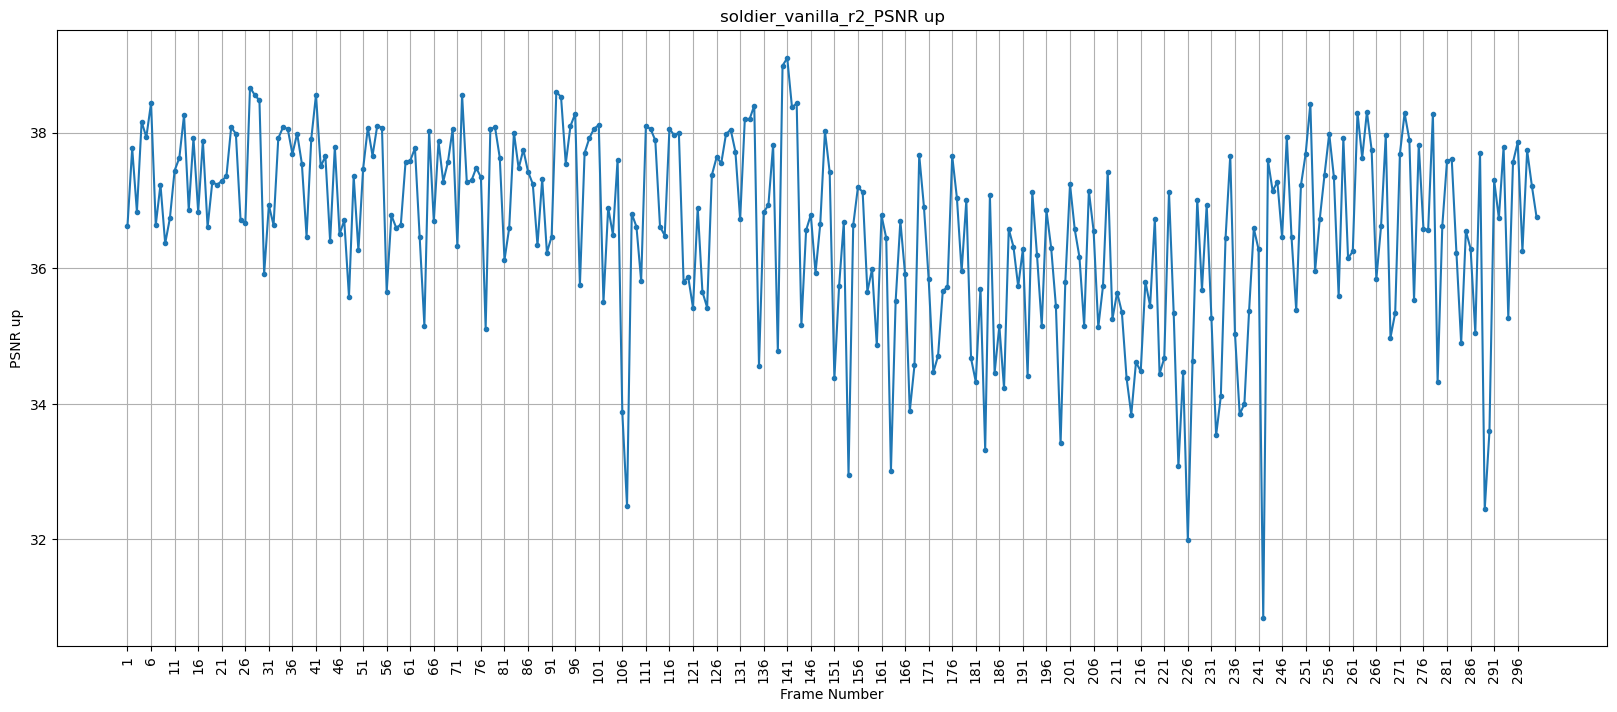 soldier_vanilla_r2_PSNR up
PSNR up
38
36
34
32
1 6 11 16 21 26 31 36 41 46 51 56 61 66 71 76 81 86 91 96 101 106 111 116 121 126 131 136 141 146 151 156 161 166 171 176 181 186 191 196 201 206 211 216 221 226 231 236 241 246 251 256 261 266 271 276 281 286 291 296
Frame Number